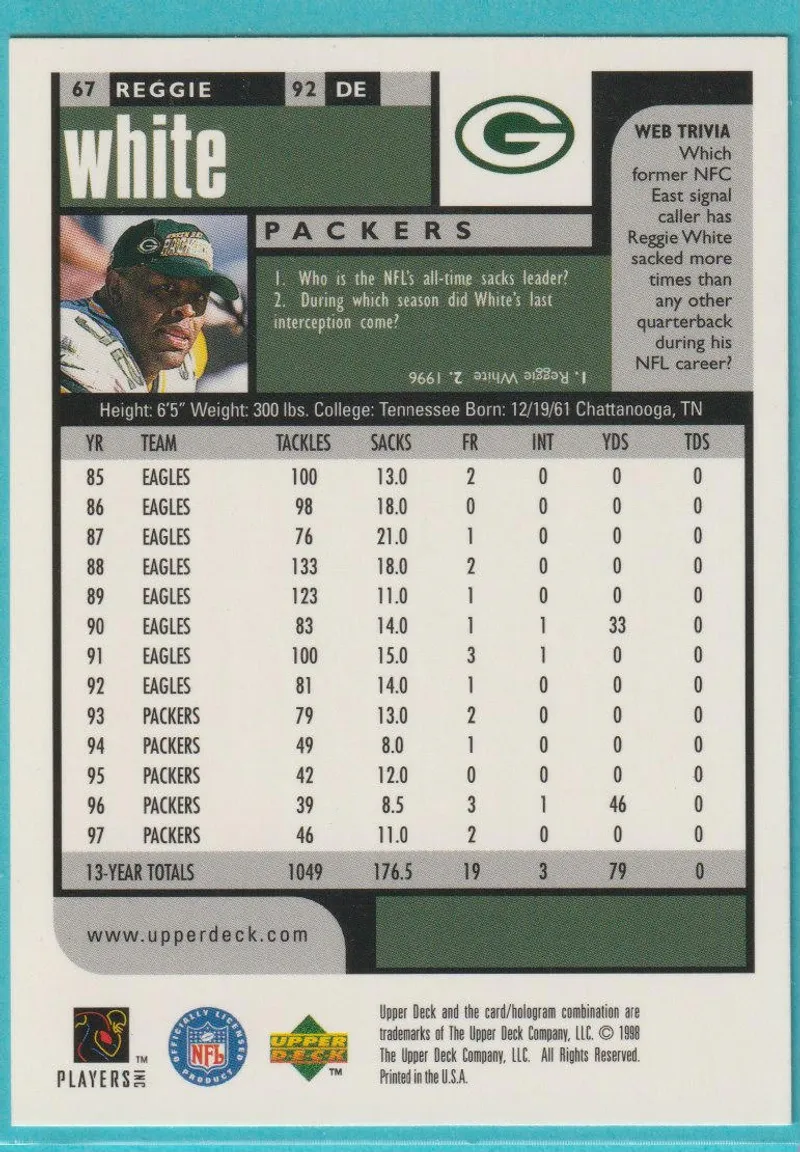 67 REGGIE 92 DE
white
G
PACKERS
1. Who is the NFL's all-time sacks leader?
2. During which season did White's last
interception come?
1. Reggie White 2. 1996
WEB TRIVIA
Which
former NFC
East signal
caller has
Reggie White
sacked more
times than
any other
quarterback
during his
NFL career?
Height: 6'5" Weight: 300 lbs. College: Tennessee Born: 12/19/61 Chattanooga, TN
YR TEAM TACKLES SACKS FR INT YDS TDS
85 EAGLES 100 13.0 2 0 0 0
86 EAGLES 98 18.0 0 0 0 0
87 EAGLES 76 21.0 1 0 0 0
88 EAGLES 133 18.0 2 0 0 0
89 EAGLES 123 11.0 1 0 0 0
90 EAGLES 83 14.0 1 1 33 0
91 EAGLES 100 15.0 3 1 0 0
92 EAGLES 81 14.0 1 0 0 0
93 PACKERS 79 13.0 2 0 0 0
94 PACKERS 49 8.0 1 0 0 0
95 PACKERS 42 12.0 0 0 0 0
96 PACKERS 39 8.5 3 1 46 0
97 PACKERS 46 11.0 2 0 0 0
13-YEAR TOTALS 1049 176.5 19 3 79 0
www.upperdeck.com
PLAYERS INC TM
OFFICIALLY LICENSED
NFL
PRODUCT
UPPER
DECK TM
Upper Deck and the card/hologram combination are
trademarks of The Upper Deck Company, LLC. © 1998
The Upper Deck Company, LLC. All Rights Reserved.
Printed in the U.S.A.